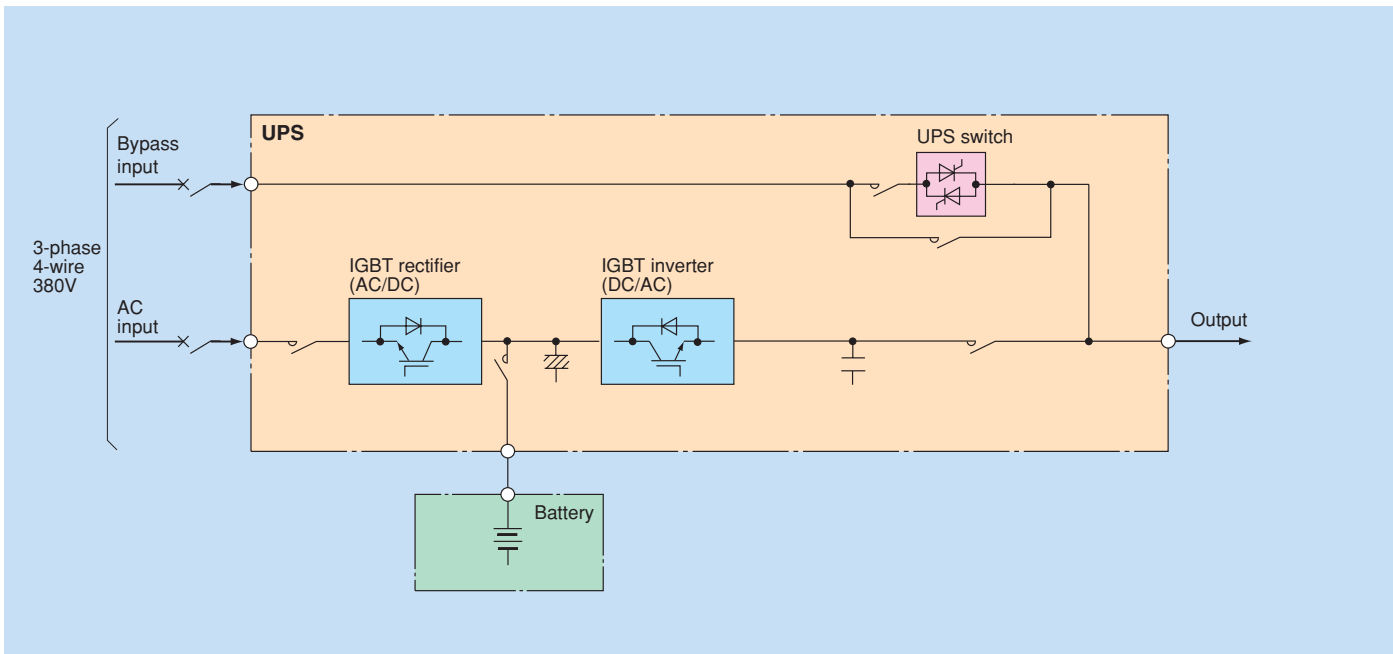 UPS
Bypass
input
UPS switch
3-phase
4-wire
380V
IGBT rectifier
(AC/DC)
IGBT inverter
(DC/AC)
AC
input
Output
Battery